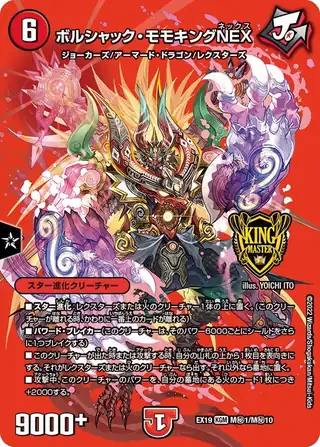 6
ボルシャック・モモキングNEX
ネックス
ジョーカーズ/アーマード・ドラゴン/レクスターズ
J
KING MASTER
illus. YOICHI ITO
スター進化クリーチャー
■スター進化:レクスターズまたは火のクリーチャー1体の上に置く。(このクリーチャーが離れる時、かわりに一番上のカードが離れる)
■パワード・ブレイカー(このクリーチャーは、そのパワー6000ごとにシールドをさらに1つブレイクする)
■このクリーチャーが出た時または攻撃する時、自分の山札の上から1枚目を表向きにする。それがレクスターズまたは火のクリーチャーなら出す。それ以外なら墓地に置く。
■攻撃中、このクリーチャーのパワーを、自分の墓地にある火のカード1枚につき+2000する。
9000+
J
EX19 KGM M㊙1/M㊙10
©2022 Wizards/Shogakukan/Mitsui-Kids